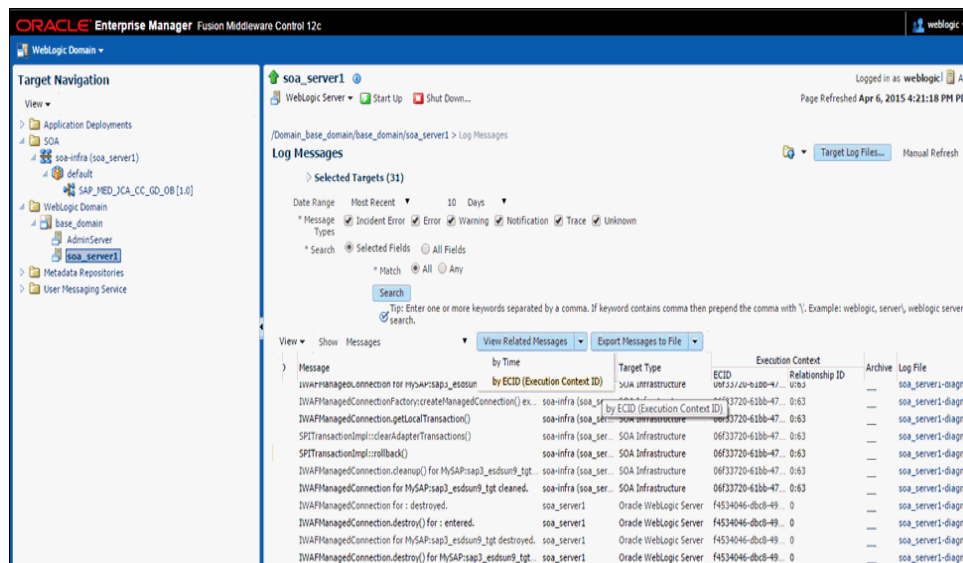 ORACLE Enterprise Manager Fusion Middleware Control 12c
weblogic
WebLogic Domain
Target Navigation
View
Application Deployments
SOA
soa-infra (soa_server1)
default
SAP_MED_JCA_CC_GD_OB [1.0]
WebLogic Domain
base_domain
AdminServer
soa_server1
Metadata Repositories
User Messaging Service
soa_server1
Logged in as weblogic
WebLogic Server Start Up Shut Down...
Page Refreshed Apr 6, 2015 4:21:18 PM
/Domain_base_domain/base_domain/soa_server1 > Log Messages
Log Messages
Target Log Files... Manual Refresh
Selected Targets (31)
Date Range Most Recent 10 Days
* Message Types Incident Error Error Warning Notification Trace Unknown
* Search Selected Fields All Fields
* Match All Any
Search
Tip: Enter one or more keywords separated by a comma. If keyword contains comma then prepend the comma with '\'. Example: weblogic, server\, weblogic server
search.
View Show Messages View Related Messages Export Messages to File
by Time
by ECID (Execution Context ID)
by ECID (Execution Context ID)
Execution Context
Message Target Type ECID Relationship ID Archive Log File
IWAFManagedConnection for MySAP:sap3_esdsun SOA Infrastructure 06f33720-61bb-47... 0:63 soa_server1-diagn
IWAFManagedConnectionFactory:createManagedConnection() ex... soa-infra (soa_se 0:63 soa_server1-diagn
IWAFManagedConnection.getLocalTransaction() soa-infra (soa_ser... SOA Infrastructure 06f33720-61bb-47... 0:63 soa_server1-diagn
SPITransactionImpl::clearAdapterTransactions() soa-infra (soa_ser... SOA Infrastructure 06f33720-61bb-47... 0:63 soa_server1-diagn
SPITransactionImpl::rollback() soa-infra (soa_ser... SOA Infrastructure 06f33720-61bb-47... 0:63 soa_server1-diagn
IWAFManagedConnection.cleanup() for MySAP:sap3_esdsun9_tgt... soa-infra (soa_ser... SOA Infrastructure 06f33720-61bb-47... 0:63 soa_server1-diagn
IWAFManagedConnection for MySAP:sap3_esdsun9_tgt cleaned. soa-infra (soa_ser... SOA Infrastructure 06f33720-61bb-47... 0:63 soa_server1-diagn
IWAFManagedConnection for : destroyed. soa_server1 Oracle WebLogic Server f4534046-dbc8-49... 0 soa_server1-diagn
IWAFManagedConnection.destroy() for : entered. soa_server1 Oracle WebLogic Server f4534046-dbc8-49... 0 soa_server1-diagn
IWAFManagedConnection for MySAP:sap3_esdsun9_tgt destroyed. soa_server1 Oracle WebLogic Server f4534046-dbc8-49... 0 soa_server1-diagn
IWAFManagedConnection.destroy() for MySAP:sap3_esdsun9_tgt... soa_server1 Oracle WebLogic Server f4534046-dbc8-49... 0 soa_server1-diagn